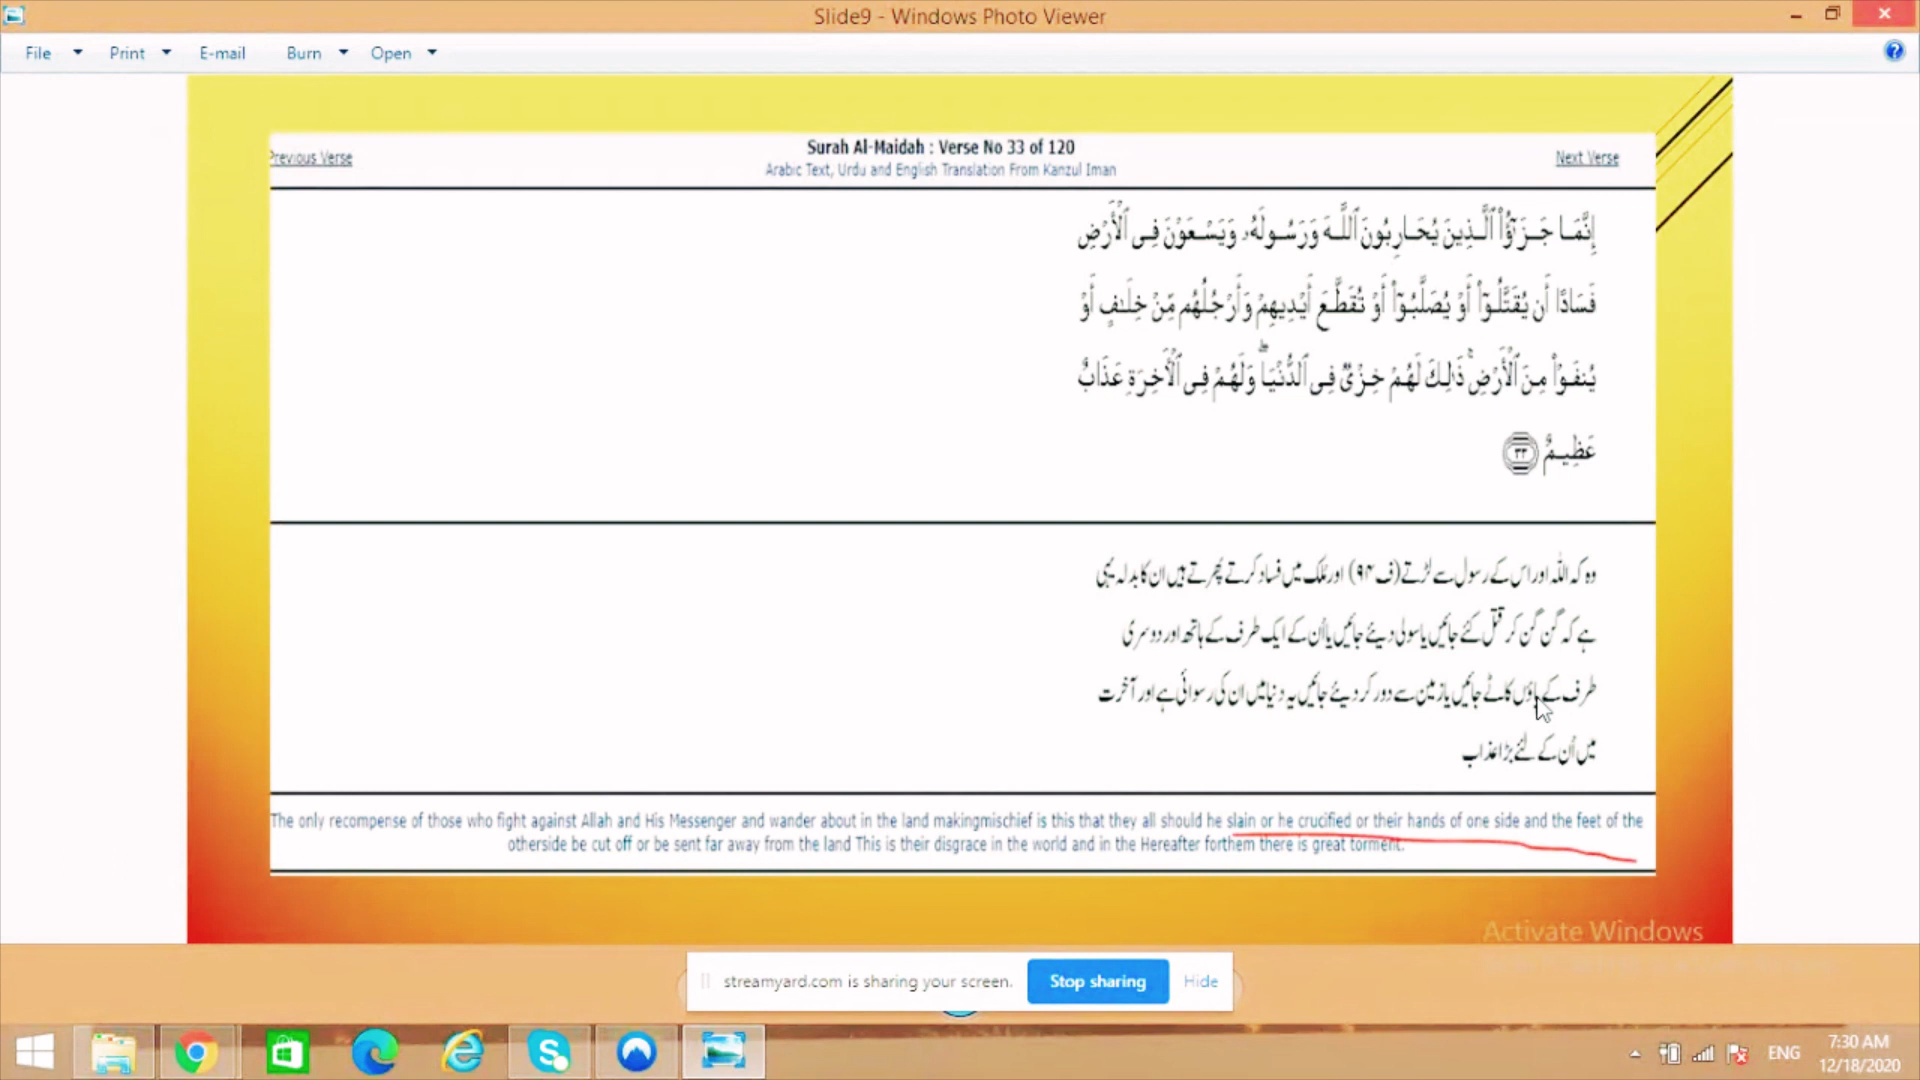 Slide9 - Windows Photo Viewer
File Print E-mail Burn Open
Surah Al-Maidah : Verse No 33 of 120
Previous Verse
Next Verse
Arabic Text, Urdu and English Translation From Kanzul Iman
إِنَّمَا جَزَٰٓؤُا۟ ٱلَّذِينَ يُحَارِبُونَ ٱللَّهَ وَرَسُولَهُۥ وَيَسْعَوْنَ فِى ٱلْأَرْضِ
فَسَادًا أَن يُقَتَّلُوٓا۟ أَوْ يُصَلَّبُوٓا۟ أَوْ تُقَطَّعَ أَيْدِيهِمْ وَأَرْجُلُهُم مِّنْ خِلَـٰفٍ أَوْ
يُنفَوْا۟ مِنَ ٱلْأَرْضِ ۚ ذَٰلِكَ لَهُمْ خِزْىٌ فِى ٱلدُّنْيَا ۖ وَلَهُمْ فِى ٱلْأَخِرَةِ عَذَابٌ
عَظِيمٌ ٣٣
وہ کہ اللہ اور اس کے رسول سے لڑتے (ف۹۴) اور مُلک میں فساد کرتے پھرتے ہیں ان کا بدلہ یہی
ہے کہ گن گن کر قتل کئے جائیں یا سولی دیئے جائیں یا اُن کے ایک طرف کے ہاتھ اور دوسری
طرف کے پاؤں کاٹے جائیں یا زمین سے دور کر دیئے جائیں یہ دنیا میں ان کی رسوائی ہے اور آخرت
میں اُن کے لئے بڑا عذاب
The only recompense of those who fight against Allah and His Messenger and wander about in the land makingmischief is this that they all should he slain or he crucified or their hands of one side and the feet of the
otherside be cut off or be sent far away from the land This is their disgrace in the world and in the Hereafter forthem there is great torment.
Activate Windows
streamyard.com is sharing your screen. Stop sharing Hide
ENG
7:30 AM
12/18/2020